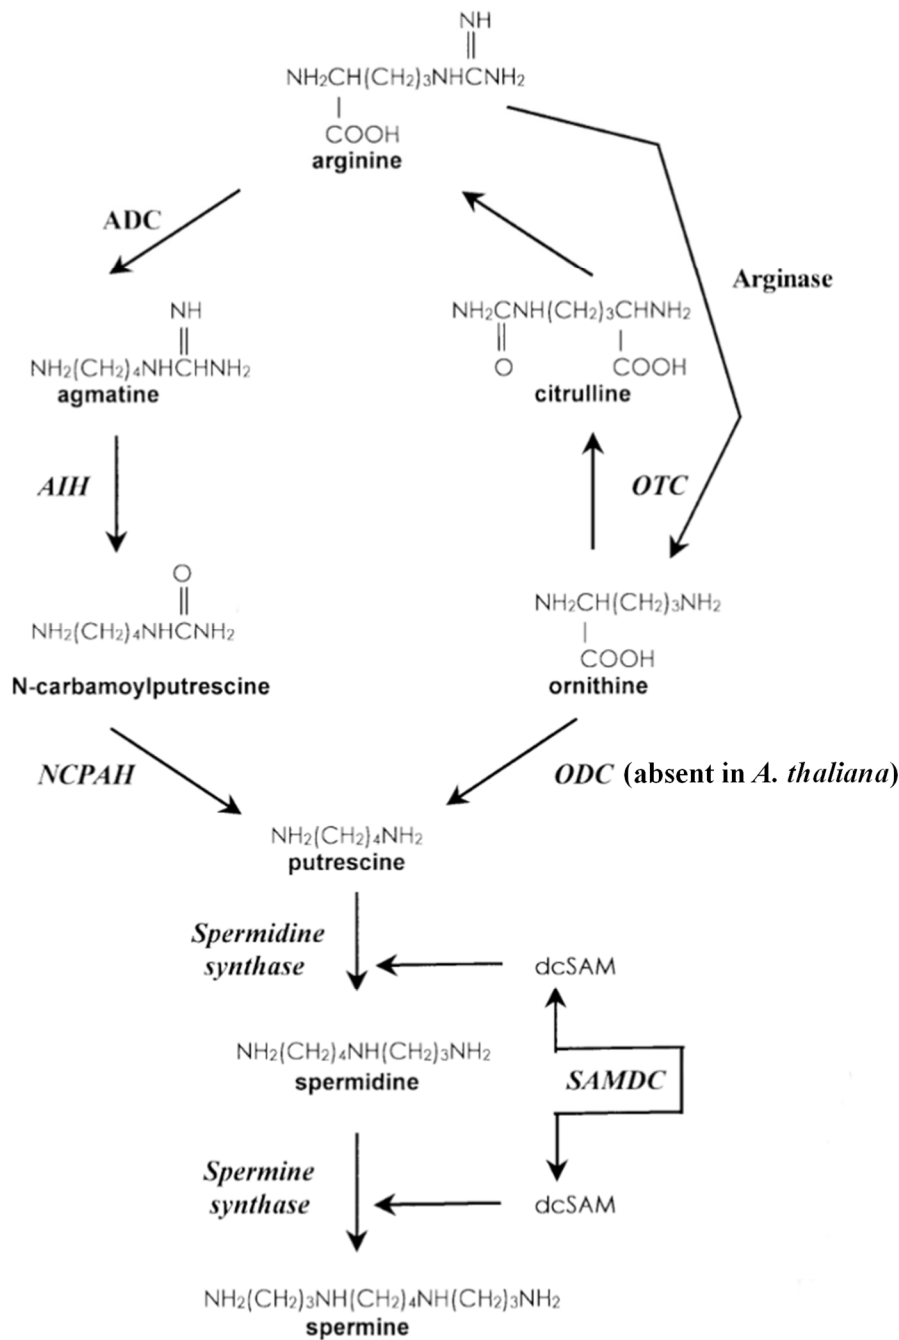 NH
||
NH2CH(CH2)3NHCNH2
|
COOH
arginine
ADC
Arginase
NH
||
NH2(CH2)4NHCHNH2
agmatine
NH2CNH(CH2)3CHNH2
|| |
O COOH
citrulline
AIH
OTC
O
||
NH2(CH2)4NHCNH2
N-carbamoylputrescine
NH2CH(CH2)3NH2
|
COOH
ornithine
NCPAH
ODC (absent in A. thaliana)
NH2(CH2)4NH2
putrescine
Spermidine
synthase
dcSAM
NH2(CH2)4NH(CH2)3NH2
spermidine
SAMDC
Spermine
synthase
dcSAM
NH2(CH2)3NH(CH2)4NH(CH2)3NH2
spermine